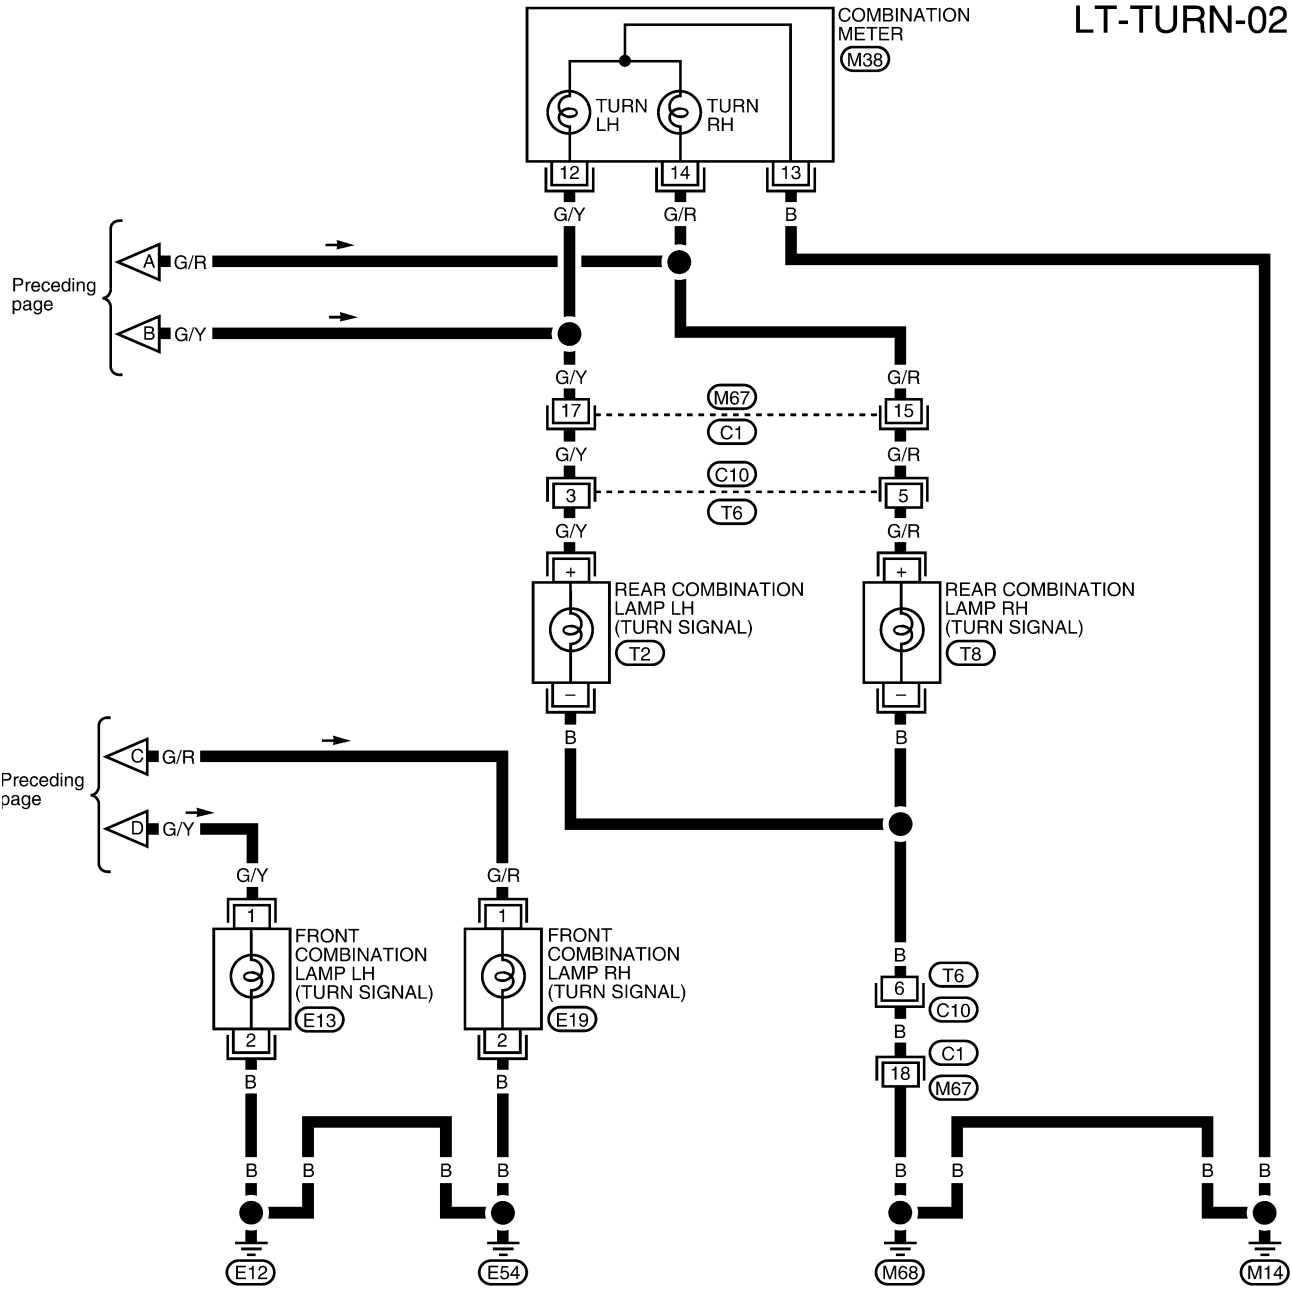 LT-TURN-02
COMBINATION
METER
M38
TURN
LH
TURN
RH
12
14
13
G/Y
G/R
B
Preceding
page
A
G/R
B
G/Y
G/Y
G/R
17
M67
15
C1
G/Y
G/R
C10
3
5
T6
G/Y
G/R
+
+
REAR COMBINATION
LAMP LH
(TURN SIGNAL)
T2
REAR COMBINATION
LAMP RH
(TURN SIGNAL)
T8
–
–
B
B
Preceding
page
C
G/R
D
G/Y
G/Y
G/R
1
1
FRONT
COMBINATION
LAMP LH
(TURN SIGNAL)
E13
FRONT
COMBINATION
LAMP RH
(TURN SIGNAL)
E19
2
2
B
B
B
6
T6
C10
B
C1
18
M67
B
B
B
B
B
B
B
B
E12
E54
M68
M14